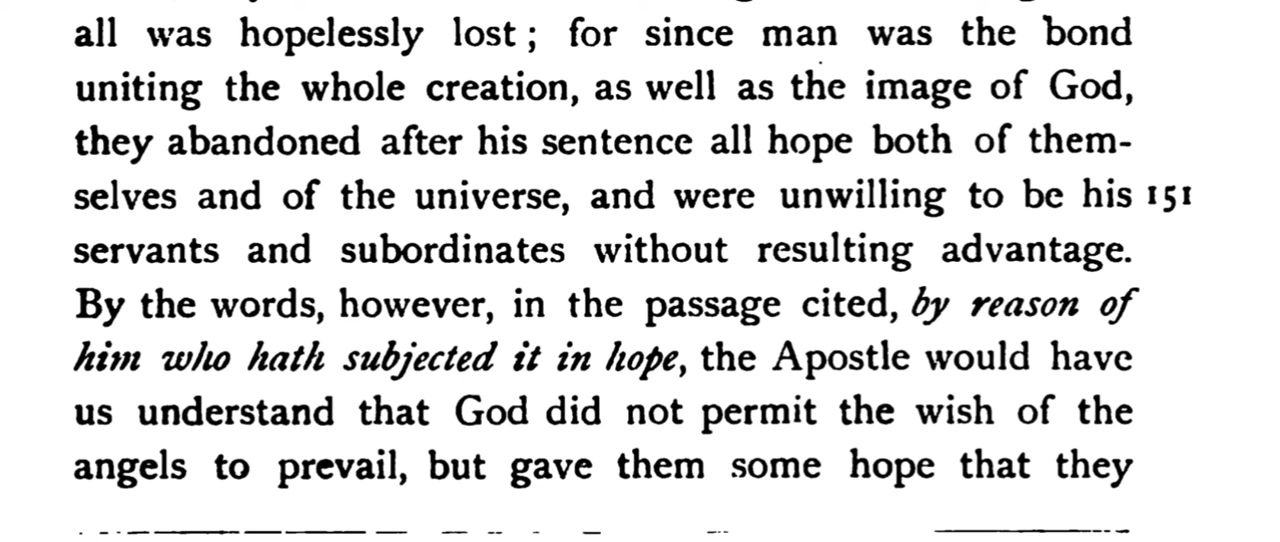 all was hopelessly lost ; for since man was the bond
uniting the whole creation, as well as the image of God,
they abandoned after his sentence all hope both of them-
selves and of the universe, and were unwilling to be his 151
servants and subordinates without resulting advantage.
By the words, however, in the passage cited, by reason of
him who hath subjected it in hope, the Apostle would have
us understand that God did not permit the wish of the
angels to prevail, but gave them some hope that they